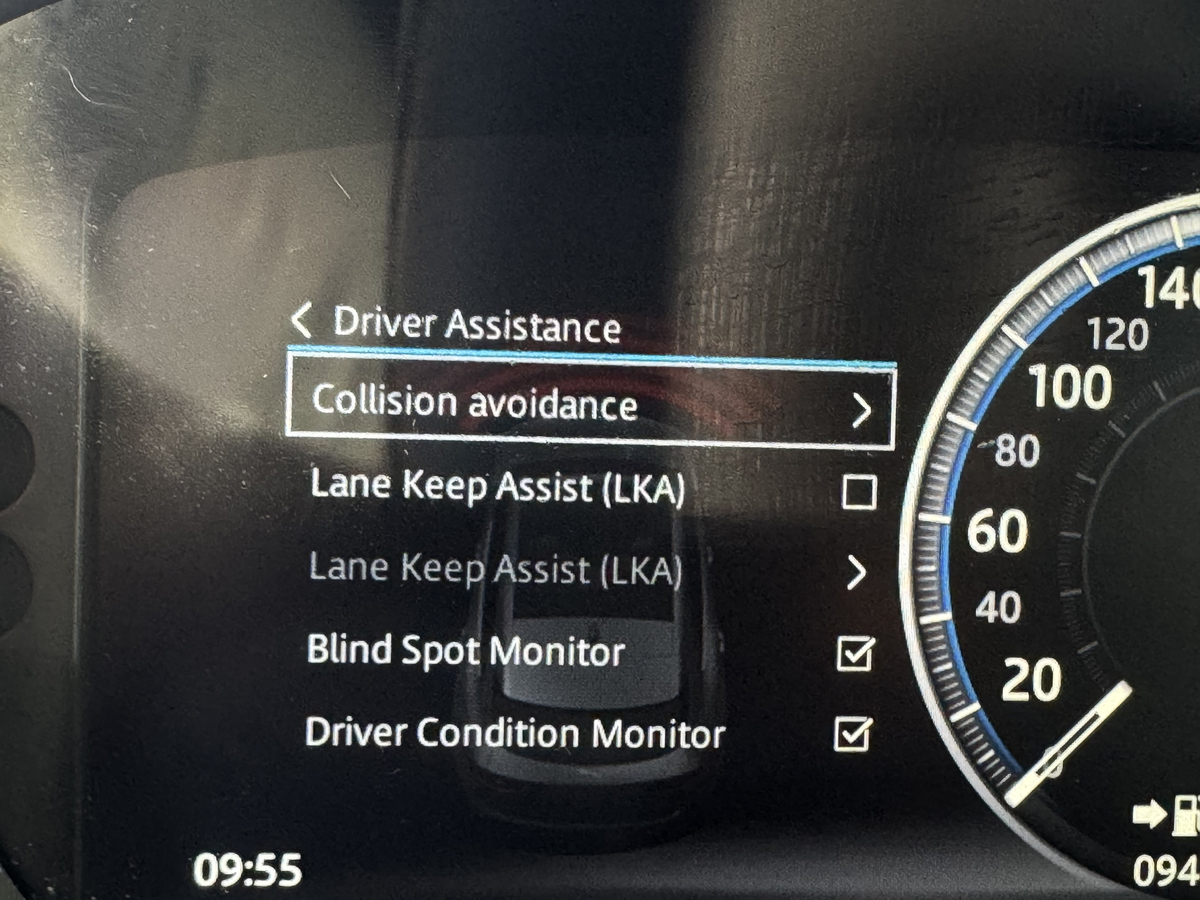 Driver Assistance
Collision avoidance
Lane Keep Assist (LKA)
Lane Keep Assist (LKA)
Blind Spot Monitor
Driver Condition Monitor
09:55
140
120
100
80
60
40
20
0
094